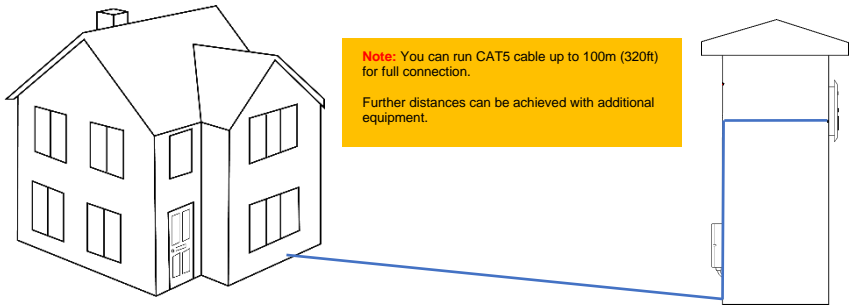 Note: You can run CAT5 cable up to 100m (320ft)
for full connection.
Further distances can be achieved with additional
equipment.